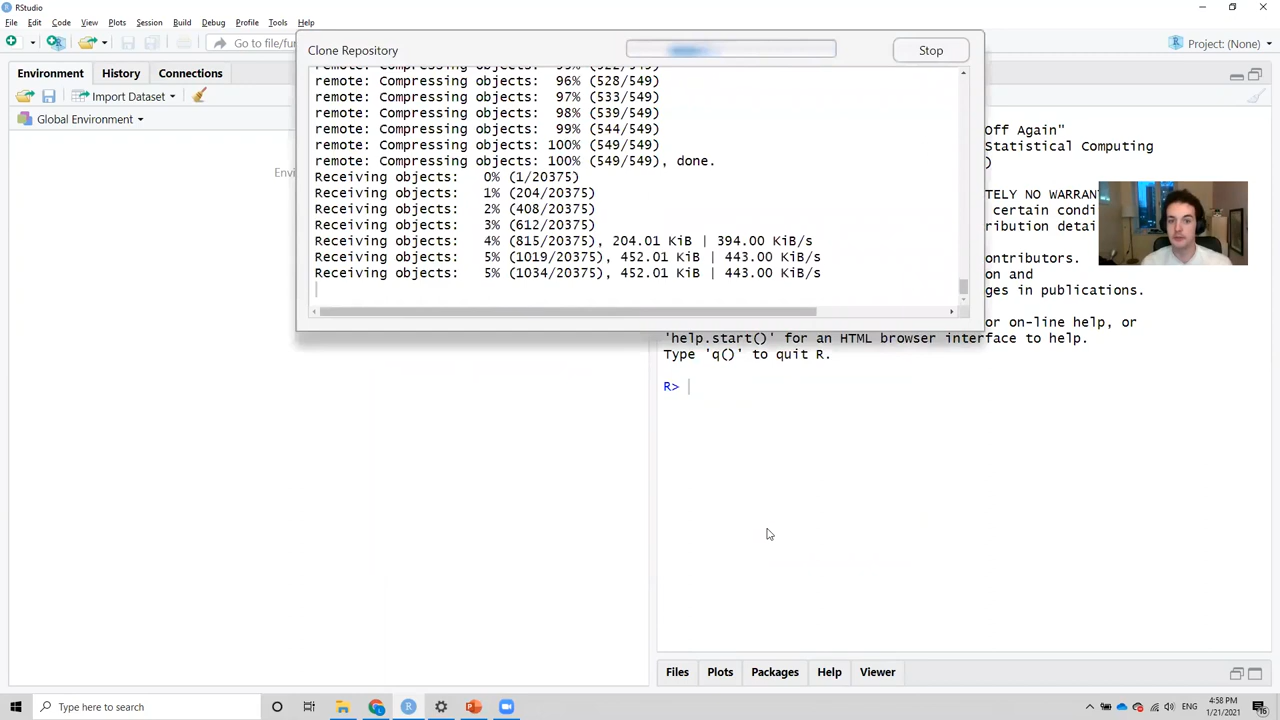 RStudio
File Edit Code View Plots Session Build Debug Profile Tools Help
Go to file/fun
Project: (None)
Clone Repository
Stop
Environment History Connections
Import Dataset
Global Environment
Envi
remote: Compressing objects: 96% (528/549)
remote: Compressing objects: 97% (533/549)
remote: Compressing objects: 98% (539/549)
remote: Compressing objects: 99% (544/549)
remote: Compressing objects: 100% (549/549)
remote: Compressing objects: 100% (549/549), done.
Receiving objects: 0% (1/20375)
Receiving objects: 1% (204/20375)
Receiving objects: 2% (408/20375)
Receiving objects: 3% (612/20375)
Receiving objects: 4% (815/20375), 204.01 KiB | 394.00 KiB/s
Receiving objects: 5% (1019/20375), 452.01 KiB | 443.00 KiB/s
Receiving objects: 5% (1034/20375), 452.01 KiB | 443.00 KiB/s
Off Again"
Statistical Computing
)
TELY NO WARRANT
certain condi
ribution detai
ontributors.
on and
ges in publications.
or on-line help, or
'help.start()' for an HTML browser interface to help.
Type 'q()' to quit R.
R>
Files Plots Packages Help Viewer
Type here to search
ENG
4:58 PM
1/21/2021